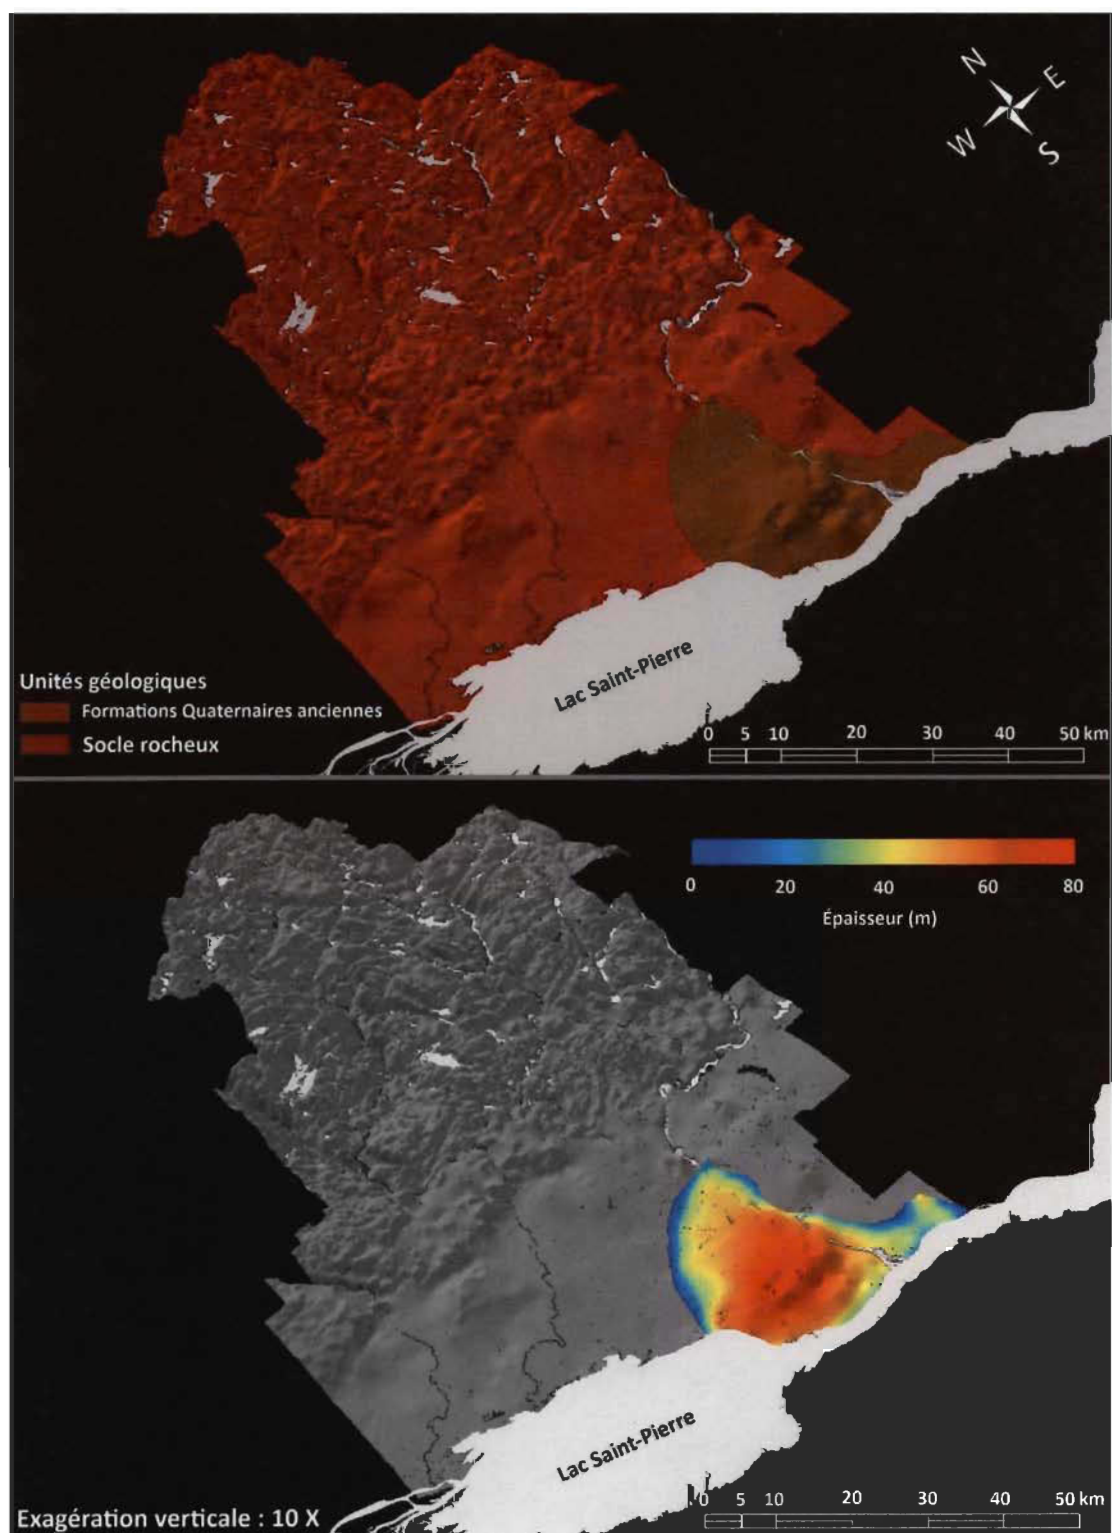 N
E
W
S
Lac Saint-Pierre
Unités géologiques
Formations Quaternaires anciennes
Socle rocheux
0 5 10 20 30 40 50 km
0 20 40 60 80
Épaisseur (m)
Lac Saint-Pierre
Exagération verticale : 10 X
0 5 10 20 30 40 50 km